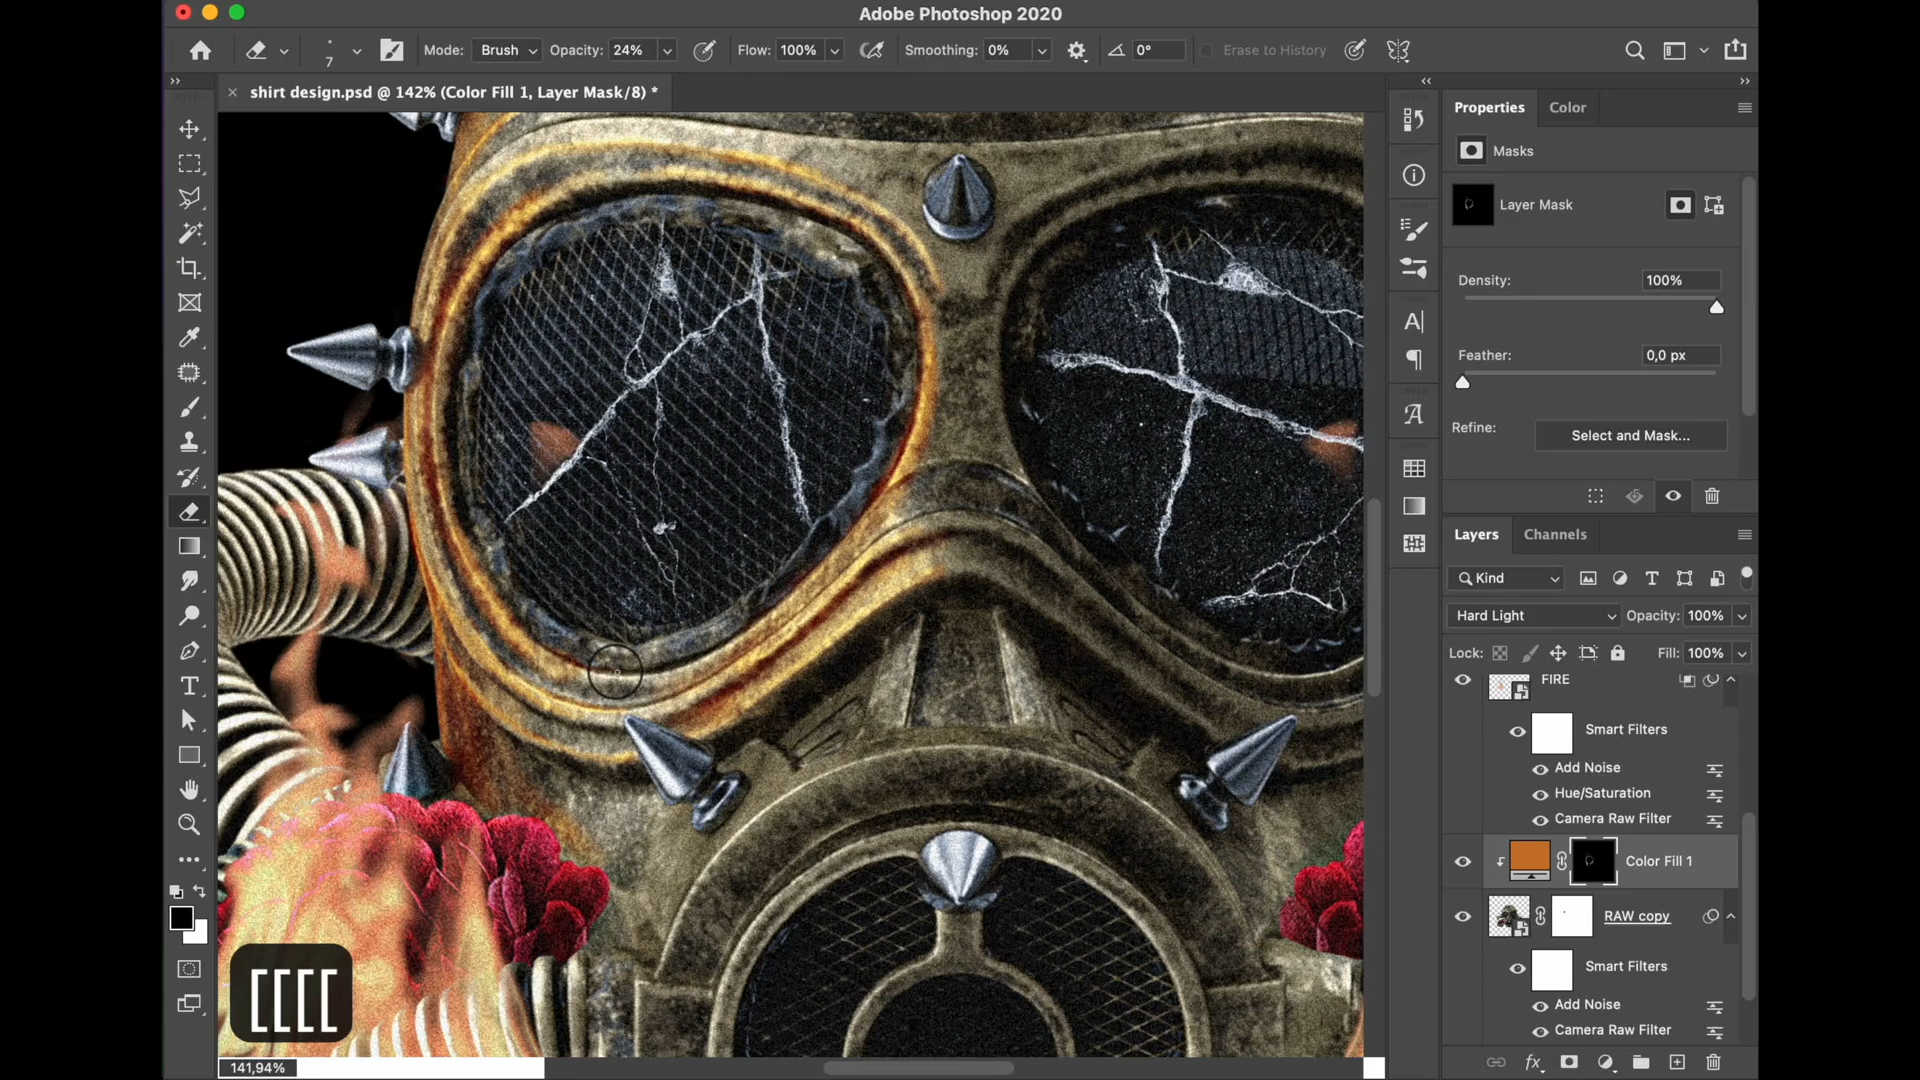 Adobe Photoshop 2020
7
Mode: Brush Opacity: 24% Flow: 100% Smoothing: 0% 0° Erase to History
shirt design.psd @ 142% (Color Fill 1, Layer Mask/8) *
Properties Color
Masks
Layer Mask
Density: 100%
Feather: 0,0 px
Refine: Select and Mask...
Layers Channels
Kind
Hard Light Opacity: 100%
Lock: Fill: 100%
FIRE
Smart Filters
Add Noise
Hue/Saturation
Camera Raw Filter
Color Fill 1
RAW copy
Smart Filters
Add Noise
Camera Raw Filter
[[[[
141,94%